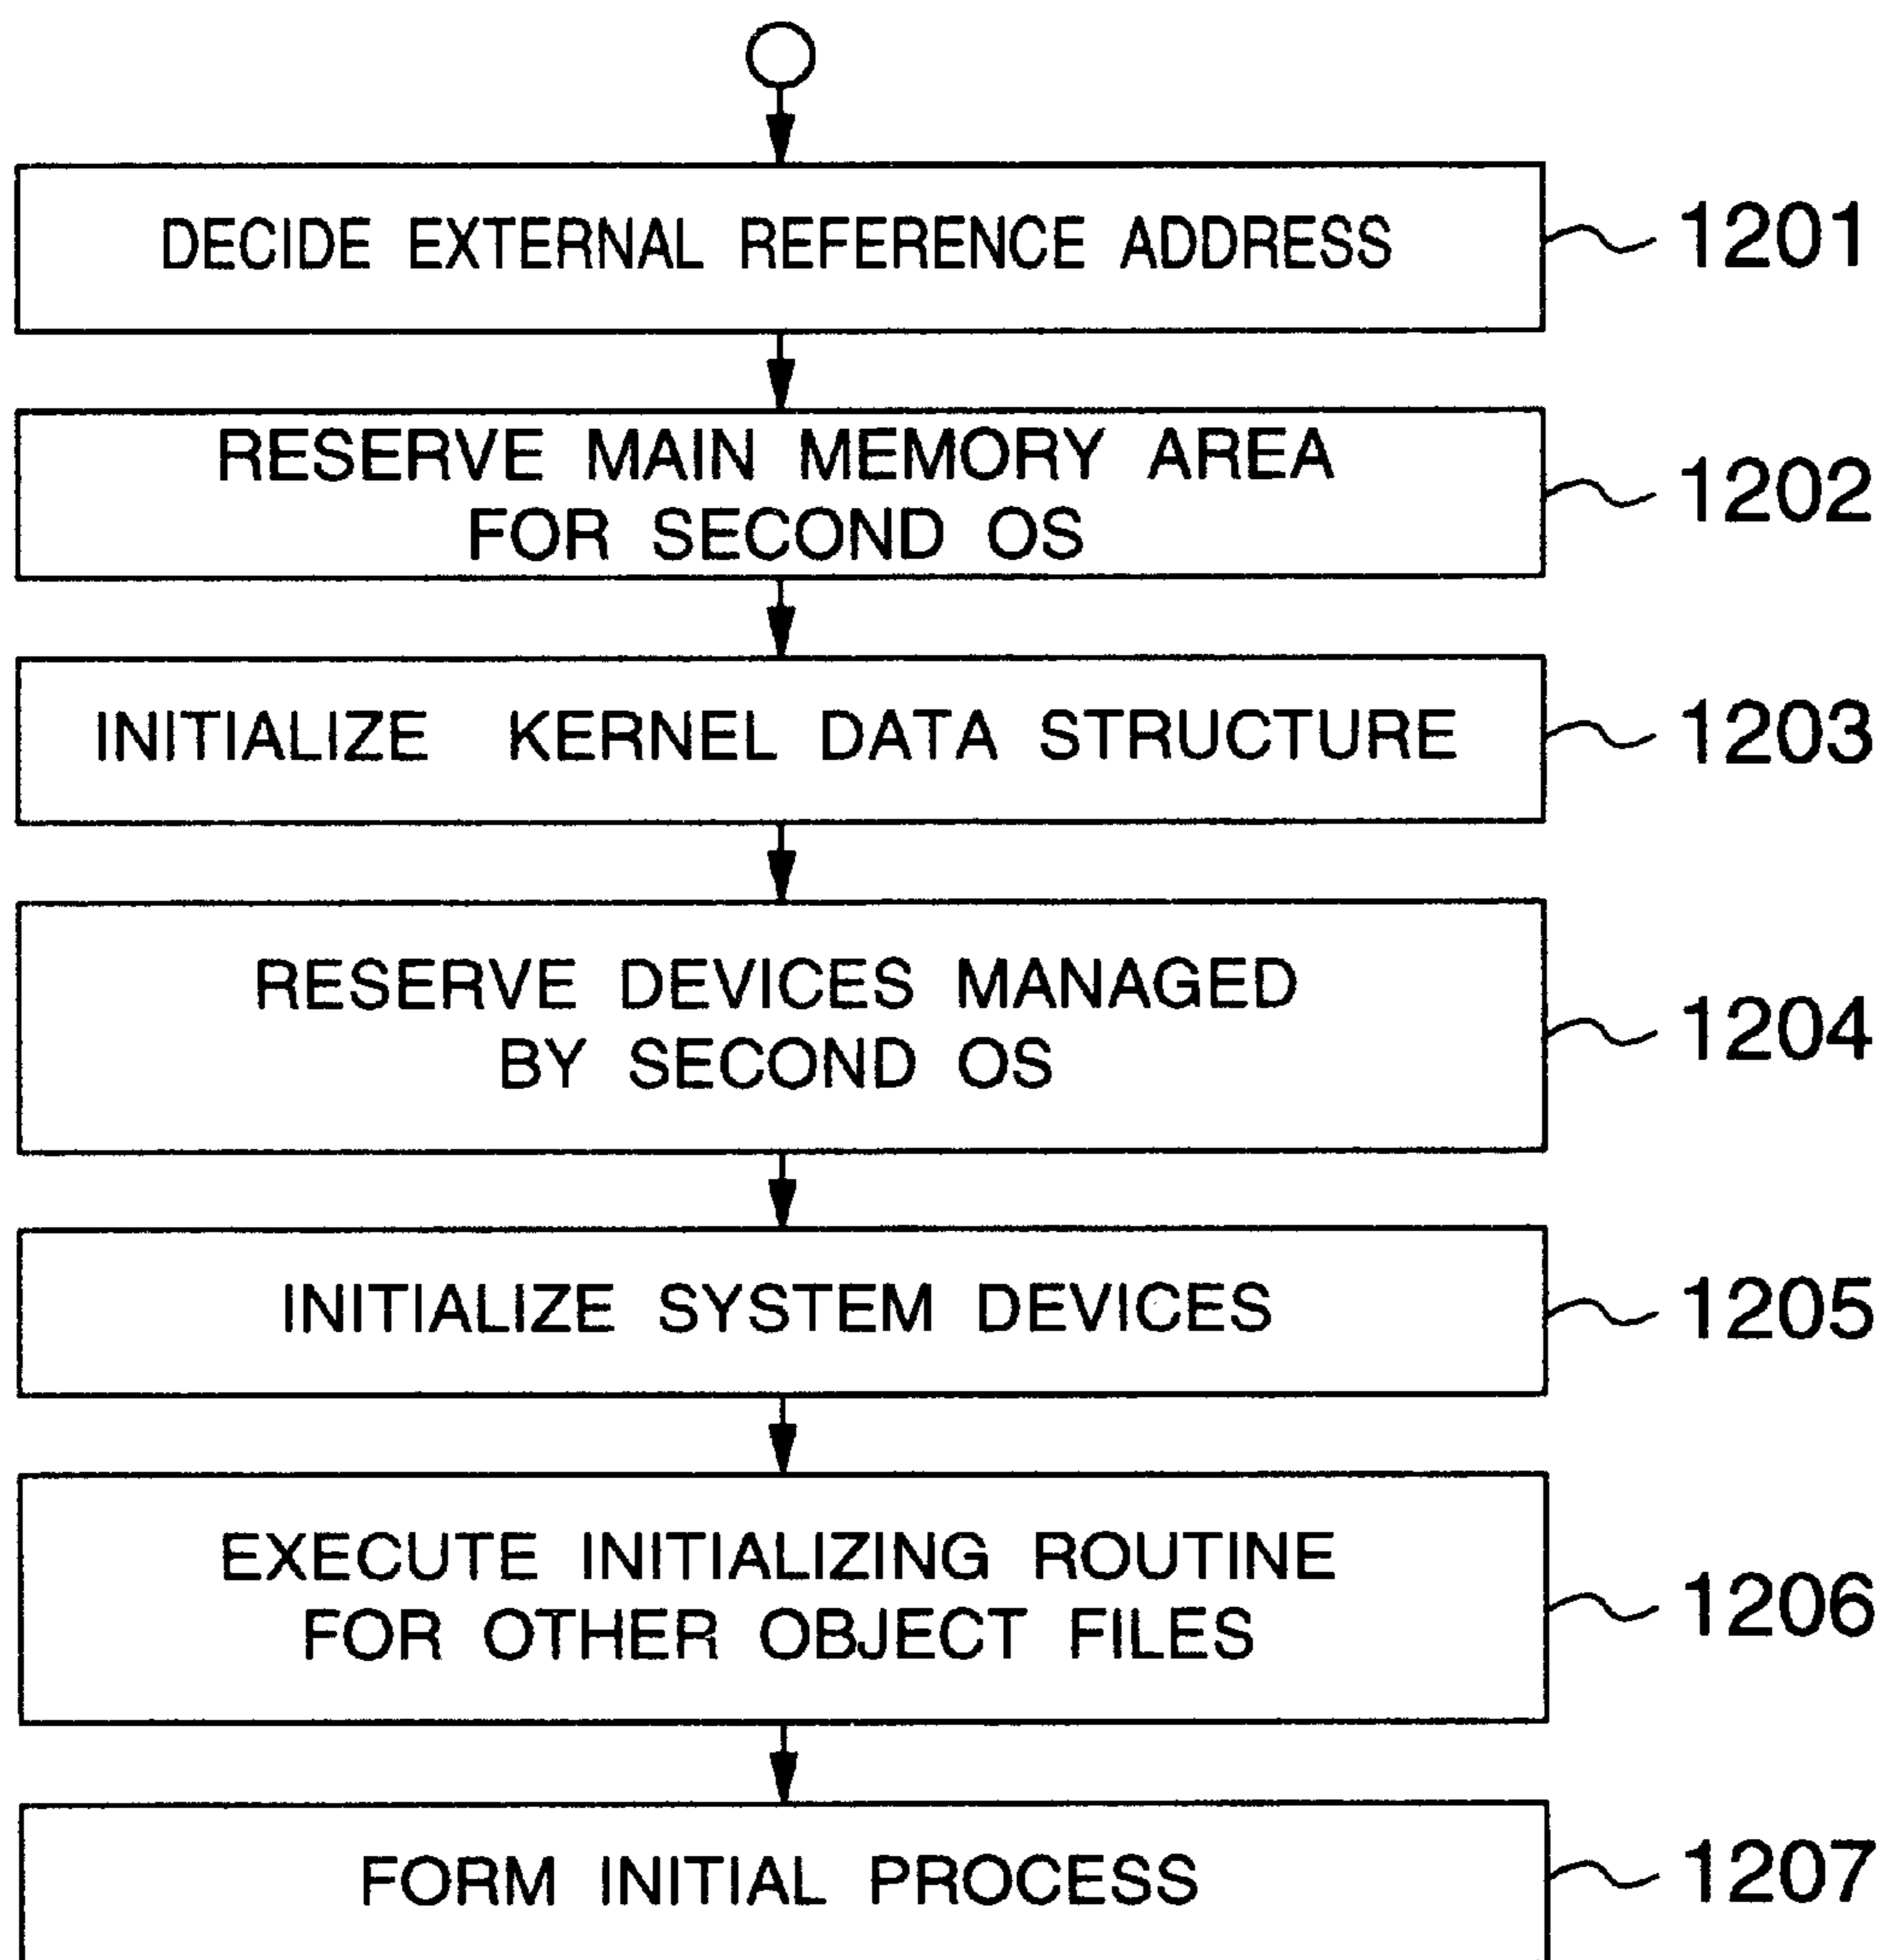 DECIDE EXTERNAL REFERENCE ADDRESS
1201
RESERVE MAIN MEMORY AREA
FOR SECOND OS
1202
INITIALIZE KERNEL DATA STRUCTURE
1203
RESERVE DEVICES MANAGED
BY SECOND OS
1204
INITIALIZE SYSTEM DEVICES
1205
EXECUTE INITIALIZING ROUTINE
FOR OTHER OBJECT FILES
1206
FORM INITIAL PROCESS
1207